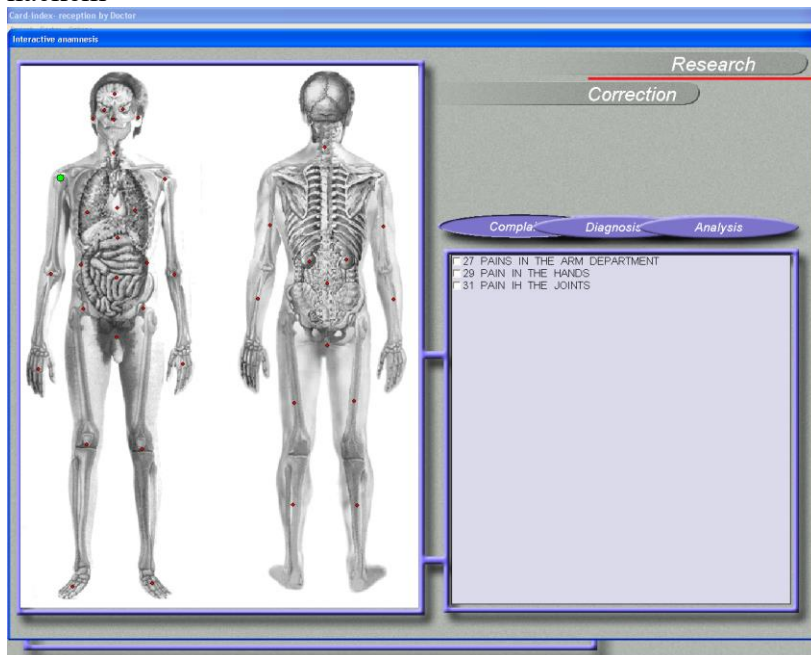 Card-index- reception by Doctor
Interactive anamnesis
Research
Correction
Complai
Diagnosis
Analysis
27 PAINS IN THE ARM DEPARTMENT
29 PAIN IN THE HANDS
31 PAIN IH THE JOINTS